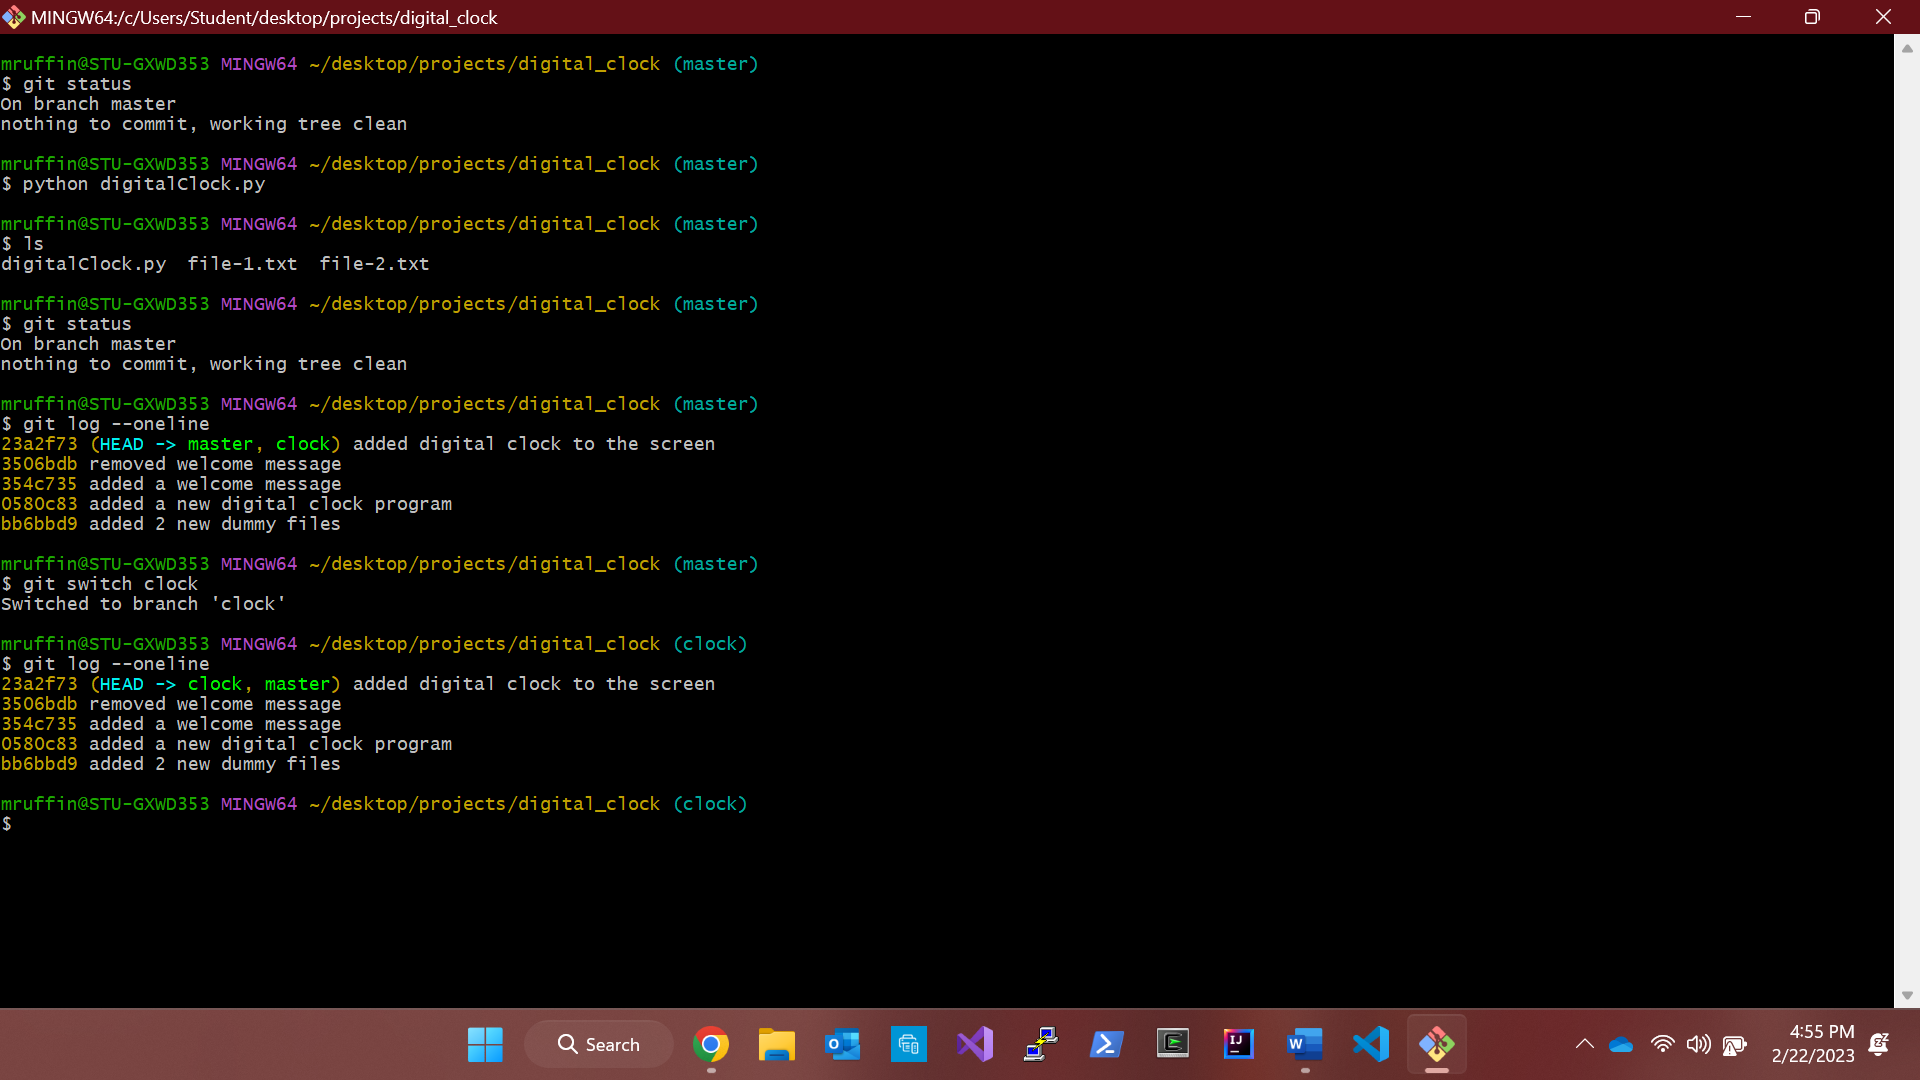 MINGW64:/c/Users/Student/desktop/projects/digital_clock
mruffin@STU-GXWD353 MINGW64 ~/desktop/projects/digital_clock (master)
$ git status
On branch master
nothing to commit, working tree clean
mruffin@STU-GXWD353 MINGW64 ~/desktop/projects/digital_clock (master)
$ python digitalClock.py
mruffin@STU-GXWD353 MINGW64 ~/desktop/projects/digital_clock (master)
$ ls
digitalClock.py  file-1.txt  file-2.txt
mruffin@STU-GXWD353 MINGW64 ~/desktop/projects/digital_clock (master)
$ git status
On branch master
nothing to commit, working tree clean
mruffin@STU-GXWD353 MINGW64 ~/desktop/projects/digital_clock (master)
$ git log --oneline
23a2f73 (HEAD -> master, clock) added digital clock to the screen
3506bdb removed welcome message
354c735 added a welcome message
0580c83 added a new digital clock program
bb6bbd9 added 2 new dummy files
mruffin@STU-GXWD353 MINGW64 ~/desktop/projects/digital_clock (master)
$ git switch clock
Switched to branch 'clock'
mruffin@STU-GXWD353 MINGW64 ~/desktop/projects/digital_clock (clock)
$ git log --oneline
23a2f73 (HEAD -> clock, master) added digital clock to the screen
3506bdb removed welcome message
354c735 added a welcome message
0580c83 added a new digital clock program
bb6bbd9 added 2 new dummy files
mruffin@STU-GXWD353 MINGW64 ~/desktop/projects/digital_clock (clock)
$
Search
4:55 PM
2/22/2023